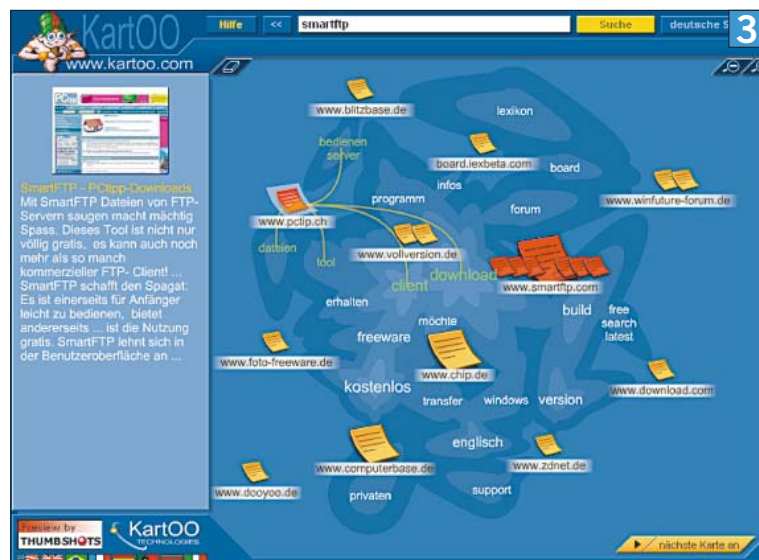 KartOO
www.kartoo.com
Hilfe
<<
smartftp
Suche
deutsche S
3
SmartFTP - PCtipp-Downloads
Mit SmartFTP Dateien von FTP-
Servern saugen macht mächtig
Spass. Dieses Tool ist nicht nur
völlig gratis, es kann auch noch
mehr als so manch
kommerzieller FTP- Client! ...
SmartFTP schafft den Spagat:
Es ist einerseits für Anfänger
leicht zu bedienen, bietet
andererseits ... ist die Nutzung
gratis. SmartFTP lehnt sich in
der Benutzeroberfläche an ...
www.blitzbase.de
lexikon
bedienen
server
board.iexbeta.com
board
infos
programm
www.winfuture-forum.de
forum
www.pctip.ch
dateien
tool
www.vollversion.de
client
download
www.smartftp.com
erhalten
build
free
search
latest
möchte
freeware
www.foto-freeware.de
www.chip.de
www.download.com
kostenlos
transfer
windows
version
englisch
www.computerbase.de
www.zdnet.de
www.dooyoo.de
privaten
support
Preview by
THUMBSHOTS
KartOO
TECHNOLOGIES
nächste Karte an